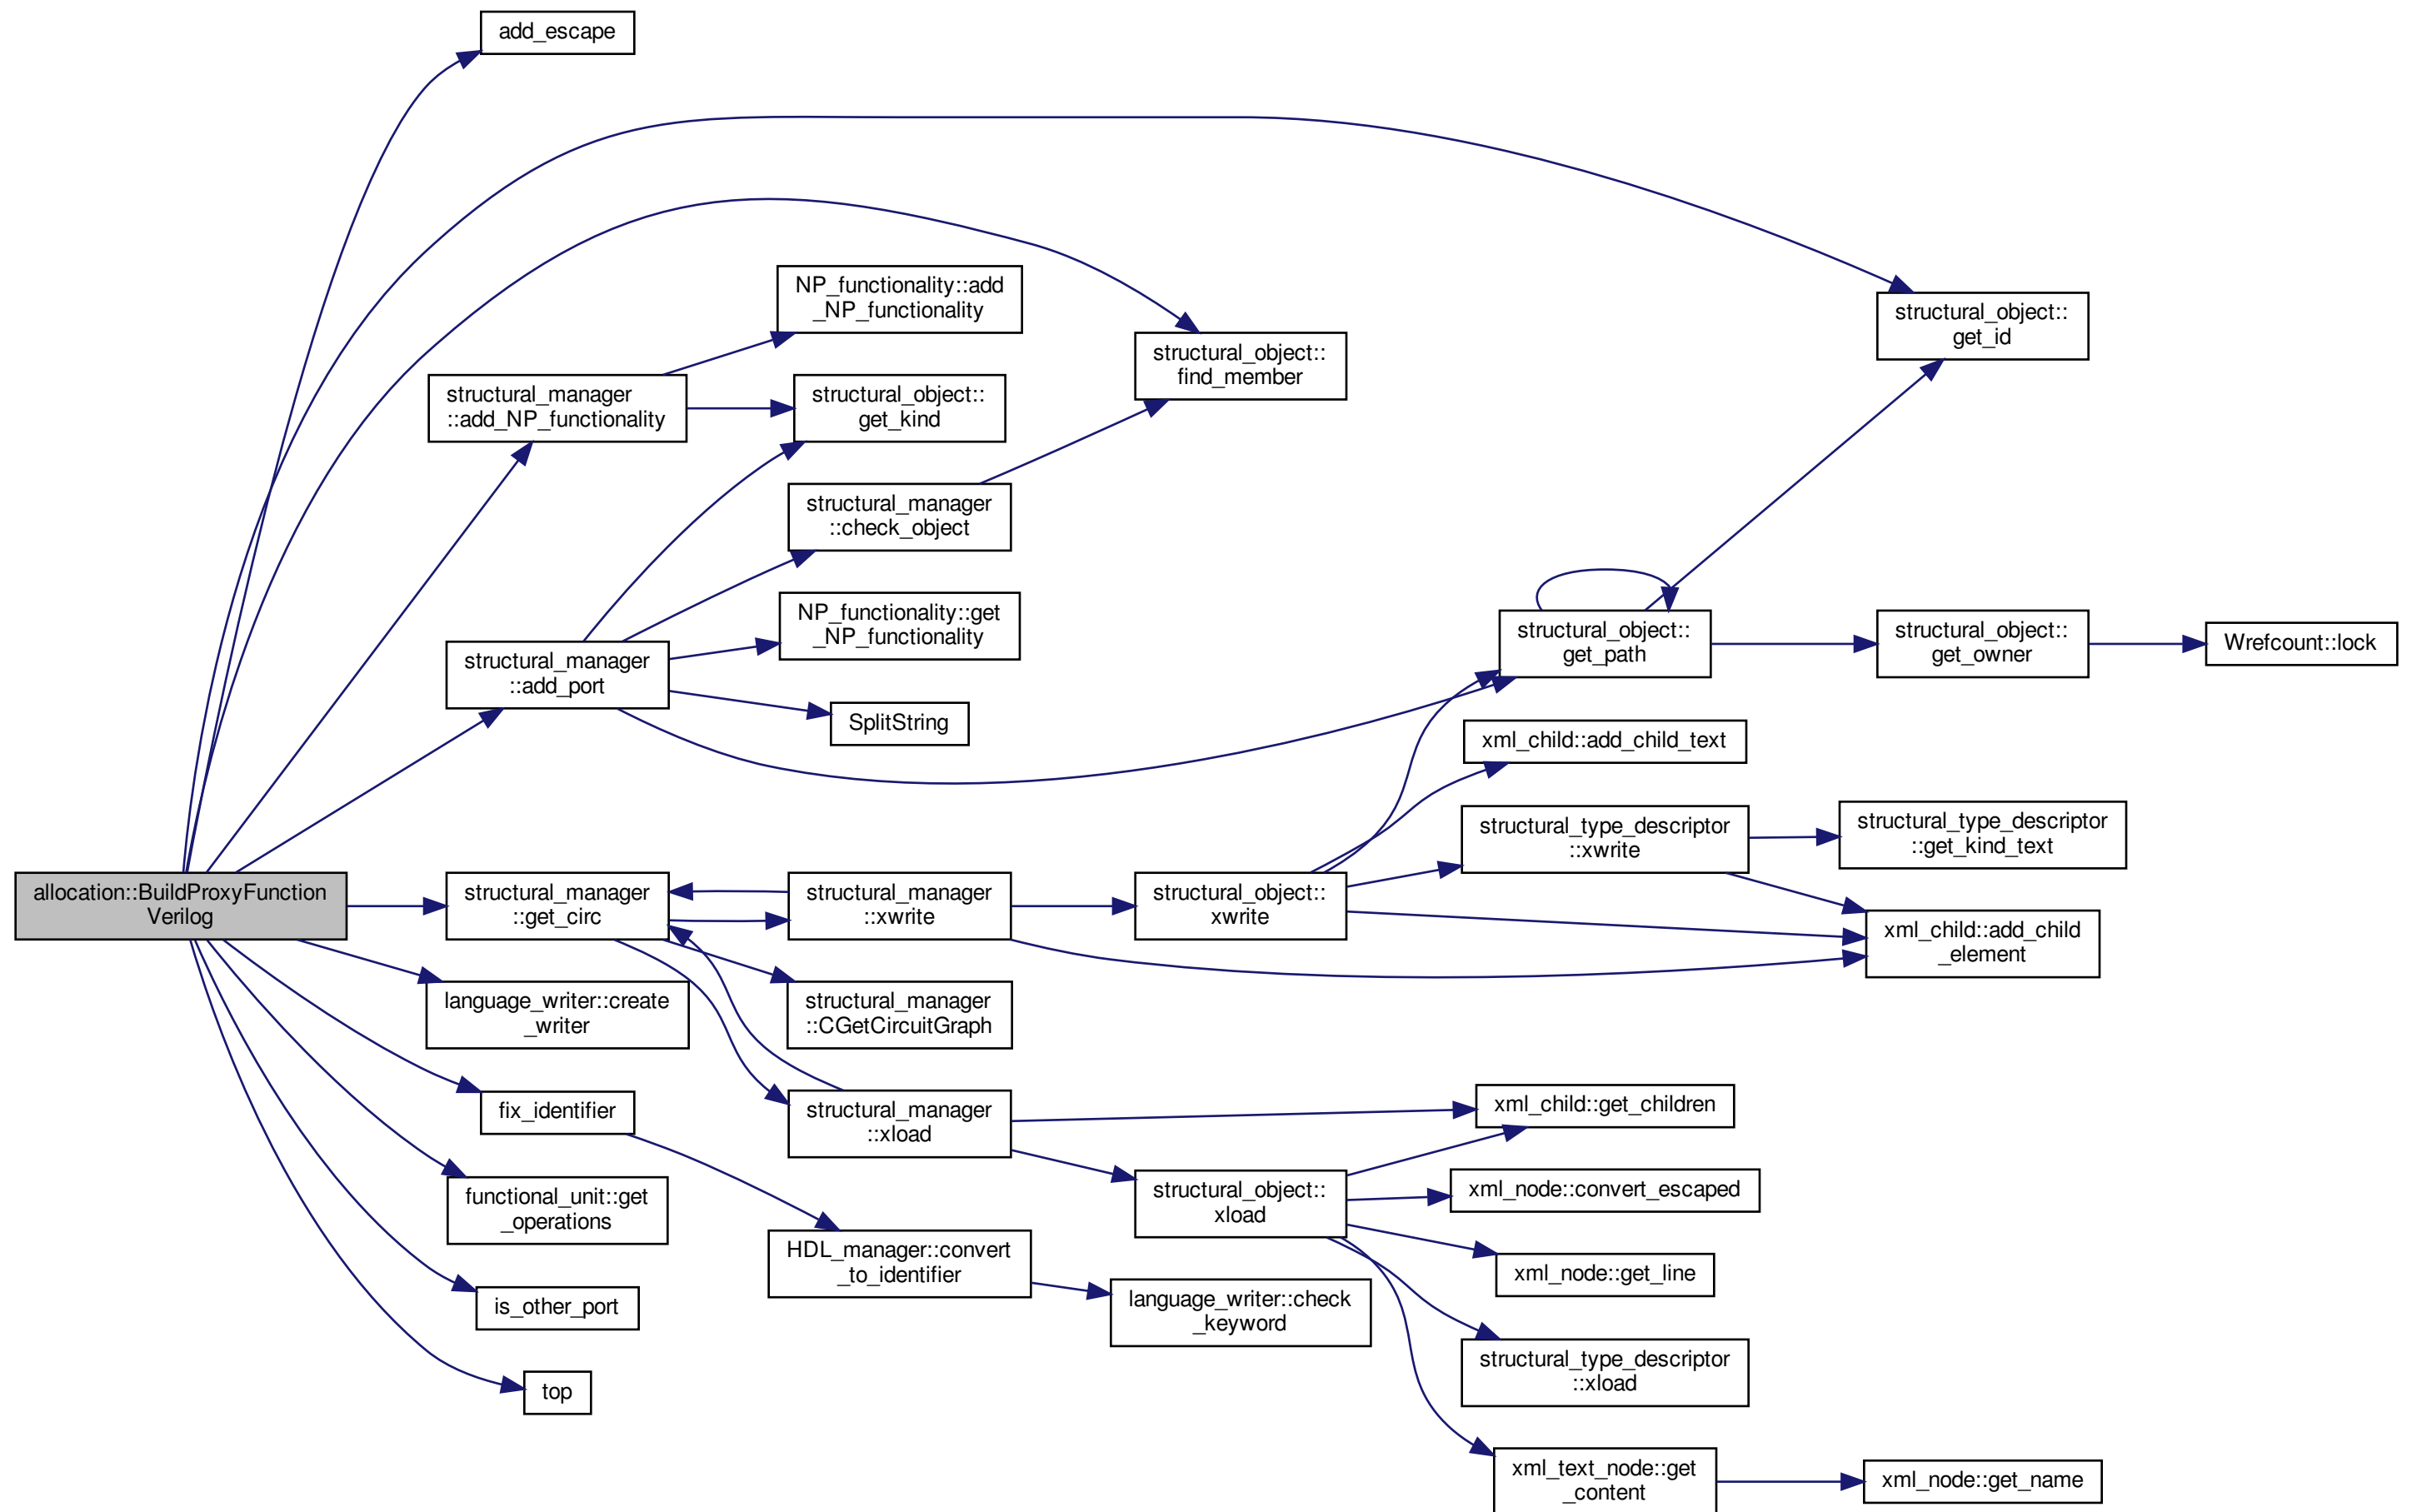 add_escape
structural_object::
get_id
NP_functionality::add
_NP_functionality
structural_object::
find_member
structural_manager
::add_NP_functionality
structural_object::
get_kind
structural_manager
::check_object
NP_functionality::get
_NP_functionality
structural_manager
::add_port
SplitString
structural_object::
get_path
structural_object::
get_owner
Wrefcount::lock
xml_child::add_child_text
structural_type_descriptor
::xwrite
structural_type_descriptor
::get_kind_text
allocation::BuildProxyFunction
Verilog
structural_manager
::get_circ
structural_manager
::xwrite
structural_object::
xwrite
xml_child::add_child
_element
language_writer::create
_writer
structural_manager
::CGetCircuitGraph
fix_identifier
structural_manager
::xload
xml_child::get_children
functional_unit::get
_operations
structural_object::
xload
xml_node::convert_escaped
HDL_manager::convert
_to_identifier
xml_node::get_line
is_other_port
language_writer::check
_keyword
structural_type_descriptor
::xload
top
xml_text_node::get
_content
xml_node::get_name